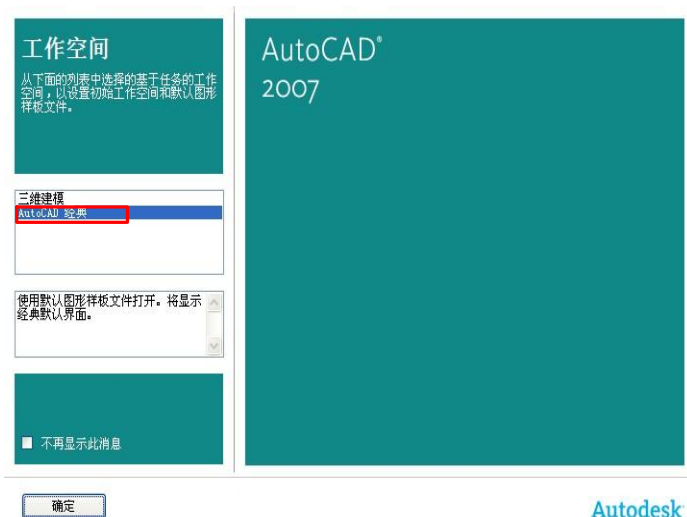 工作空间
从下面的列表中选择的基于任务的工作
空间，以设置初始工作空间和默认图形
样板文件。
三维建模
AutoCAD 经典
使用默认图形样板文件打开。将显示
经典默认界面。
不再显示此消息
确定
AutoCAD®
2007
Autodesk